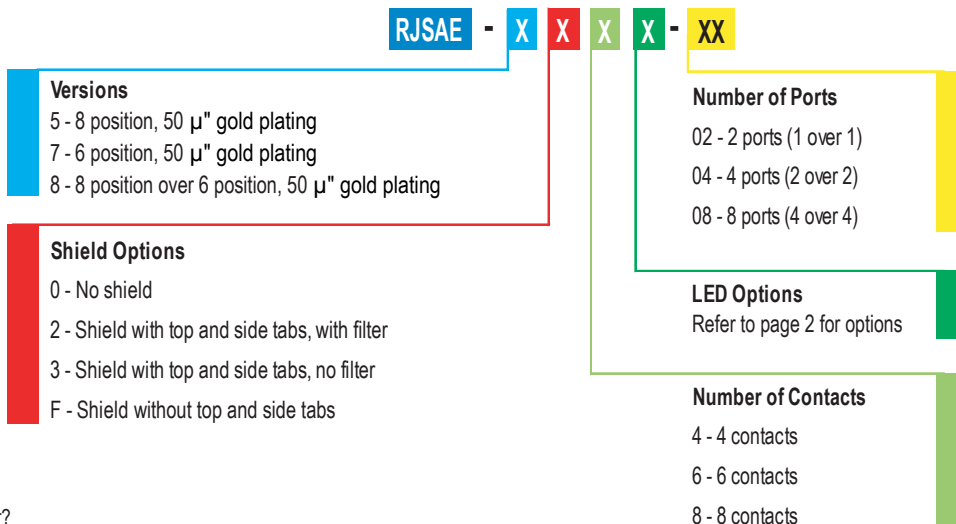 RJSAE - X X X X - XX
Versions
5 - 8 position, 50 µ" gold plating
7 - 6 position, 50 µ" gold plating
8 - 8 position over 6 position, 50 µ" gold plating
Shield Options
0 - No shield
2 - Shield with top and side tabs, with filter
3 - Shield with top and side tabs, no filter
F - Shield without top and side tabs
Number of Ports
02 - 2 ports (1 over 1)
04 - 4 ports (2 over 2)
08 - 8 ports (4 over 4)
LED Options
Refer to page 2 for options
Number of Contacts
4 - 4 contacts
6 - 6 contacts
8 - 8 contacts